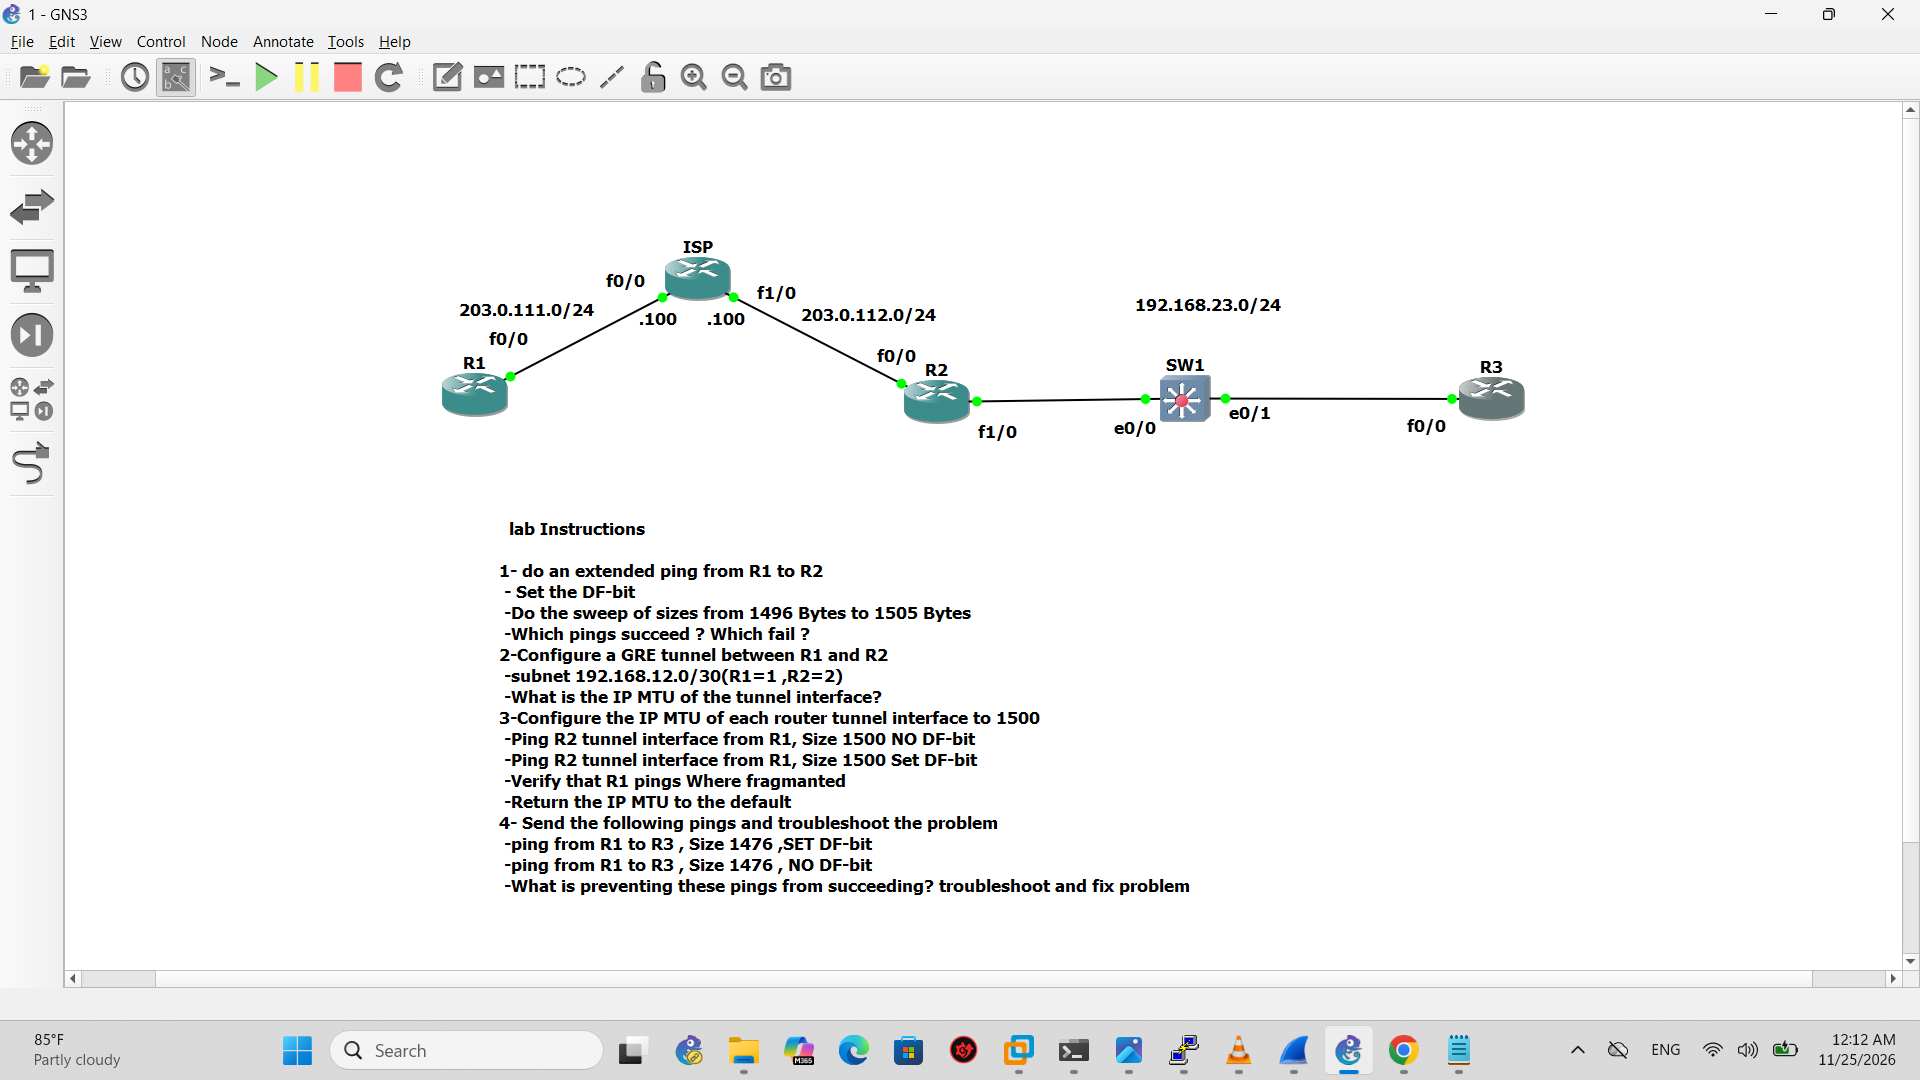 1 - GNS3
File Edit View Control Node Annotate Tools Help
ISP
f0/0
f1/0
203.0.111.0/24
.100
.100
203.0.112.0/24
192.168.23.0/24
f0/0
f0/0
R1
R2
SW1
R3
f1/0
e0/0
e0/1
f0/0
lab Instructions
1- do an extended ping from R1 to R2
- Set the DF-bit
-Do the sweep of sizes from 1496 Bytes to 1505 Bytes
-Which pings succeed ? Which fail ?
2-Configure a GRE tunnel between R1 and R2
-subnet 192.168.12.0/30(R1=1 ,R2=2)
-What is the IP MTU of the tunnel interface?
3-Configure the IP MTU of each router tunnel interface to 1500
-Ping R2 tunnel interface from R1, Size 1500 NO DF-bit
-Ping R2 tunnel interface from R1, Size 1500 Set DF-bit
-Verify that R1 pings Where fragmanted
-Return the IP MTU to the default
4- Send the following pings and troubleshoot the problem
-ping from R1 to R3 , Size 1476 ,SET DF-bit
-ping from R1 to R3 , Size 1476 , NO DF-bit
-What is preventing these pings from succeeding? troubleshoot and fix problem
85°F
Partly cloudy
Search
M365
ENG
12:12 AM
11/25/2026